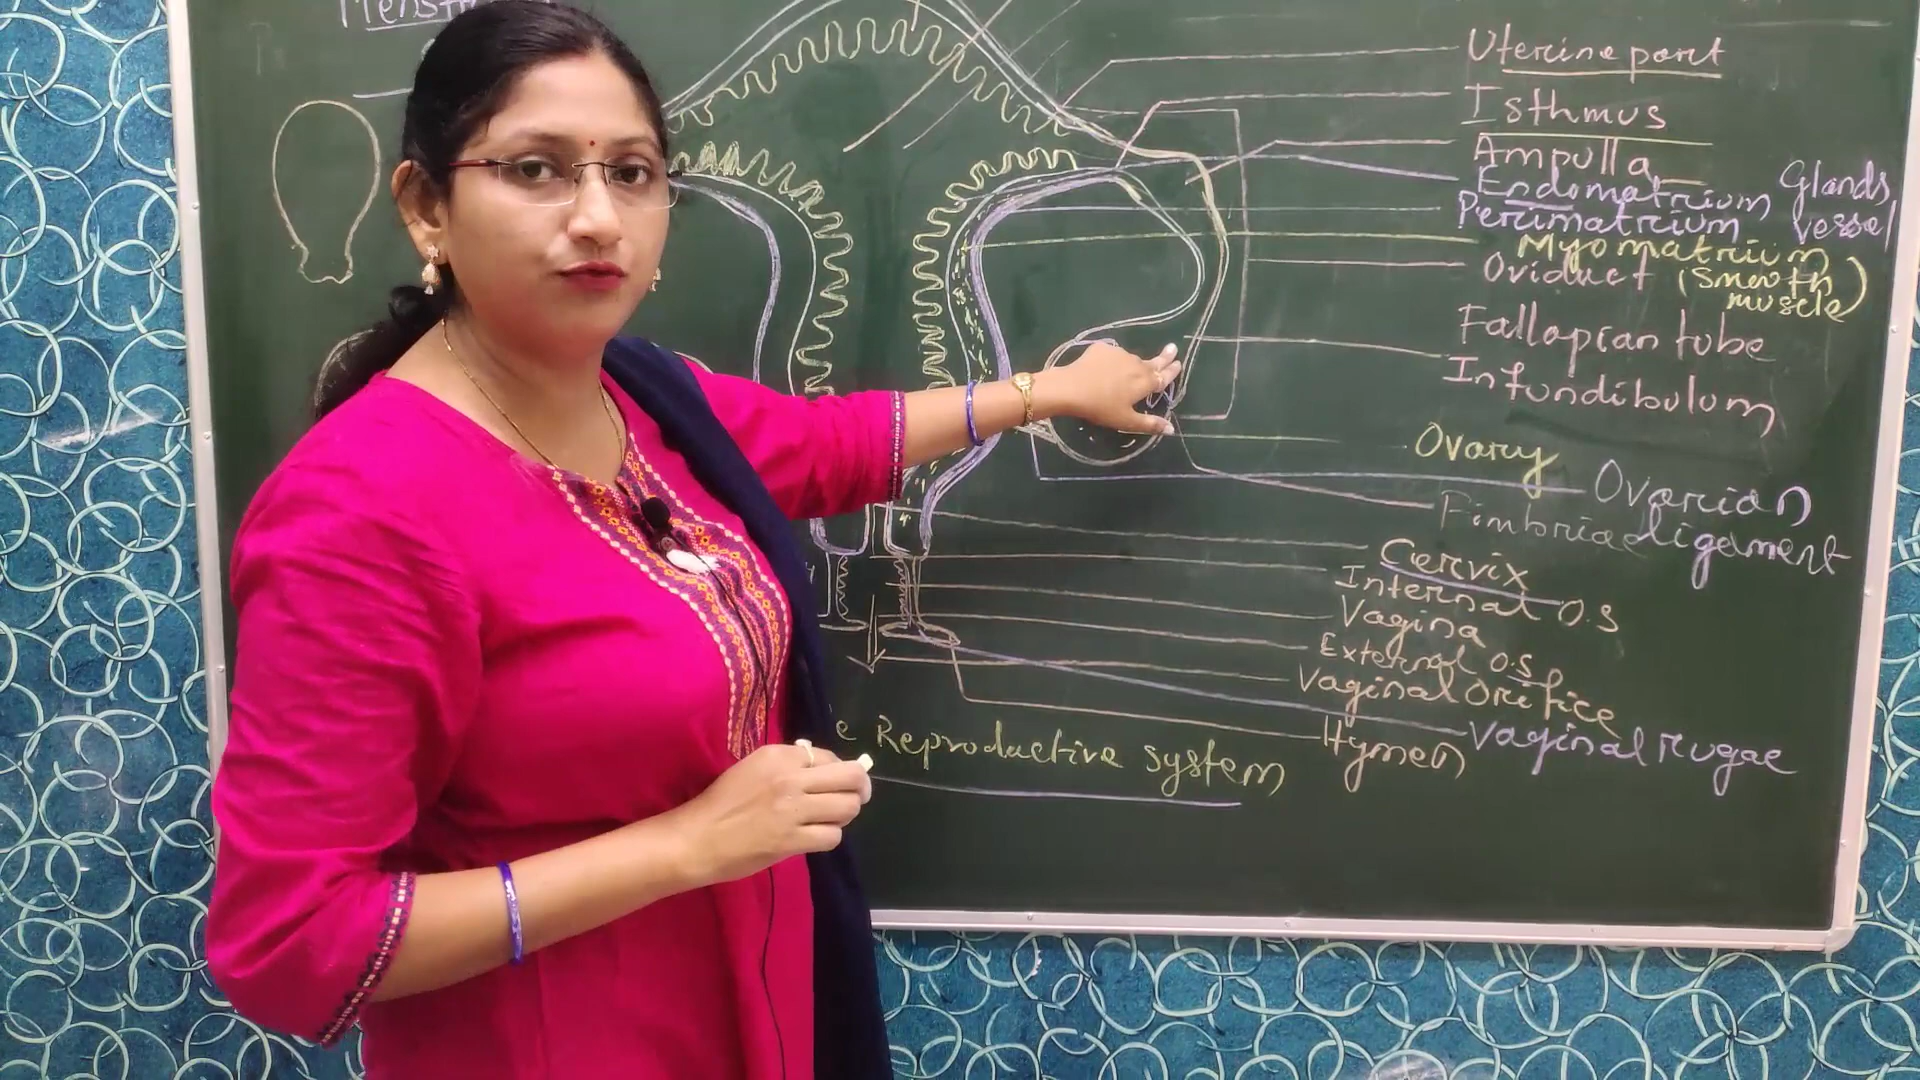 Uterine part
Isthmus
Ampulla
Endomatrium Glands,
Perimatrium Vessel
Myomatrium
Oviduct (Smooth
muscle)
Fallopian tube
Infundibulum
Ovary
Ovarian
Fimbriae ligament
Cervix
Internal O.S
Vagina
External O.S
Vaginal Orifice
Hymen
Vaginal rugae
e Reproductive system